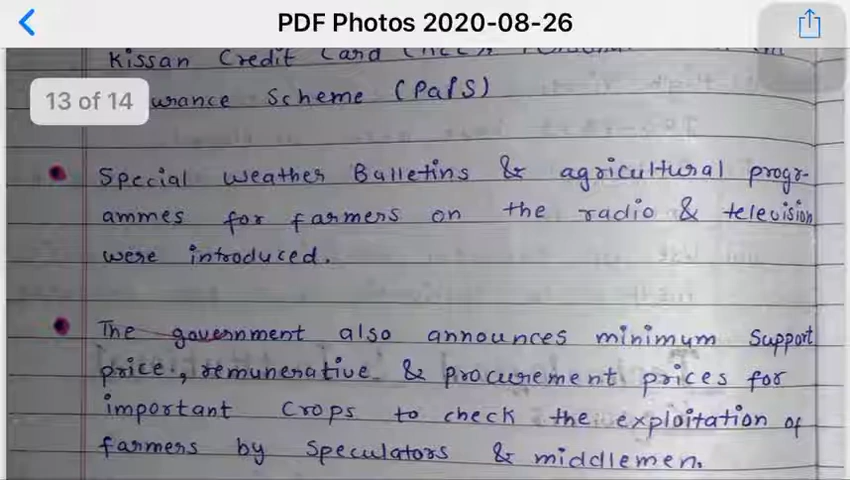 PDF Photos 2020-08-26
Kissan Credit Card
13 of 14
urance Scheme (PAIS)
Special weather Balletins & agricultural progr-
ammes for farmers on the radio & television
were introduced.
The government also announces minimum support
price, remunerative & procurement prices for
important crops to check the exploitation of
farmers by speculators & middlemen.